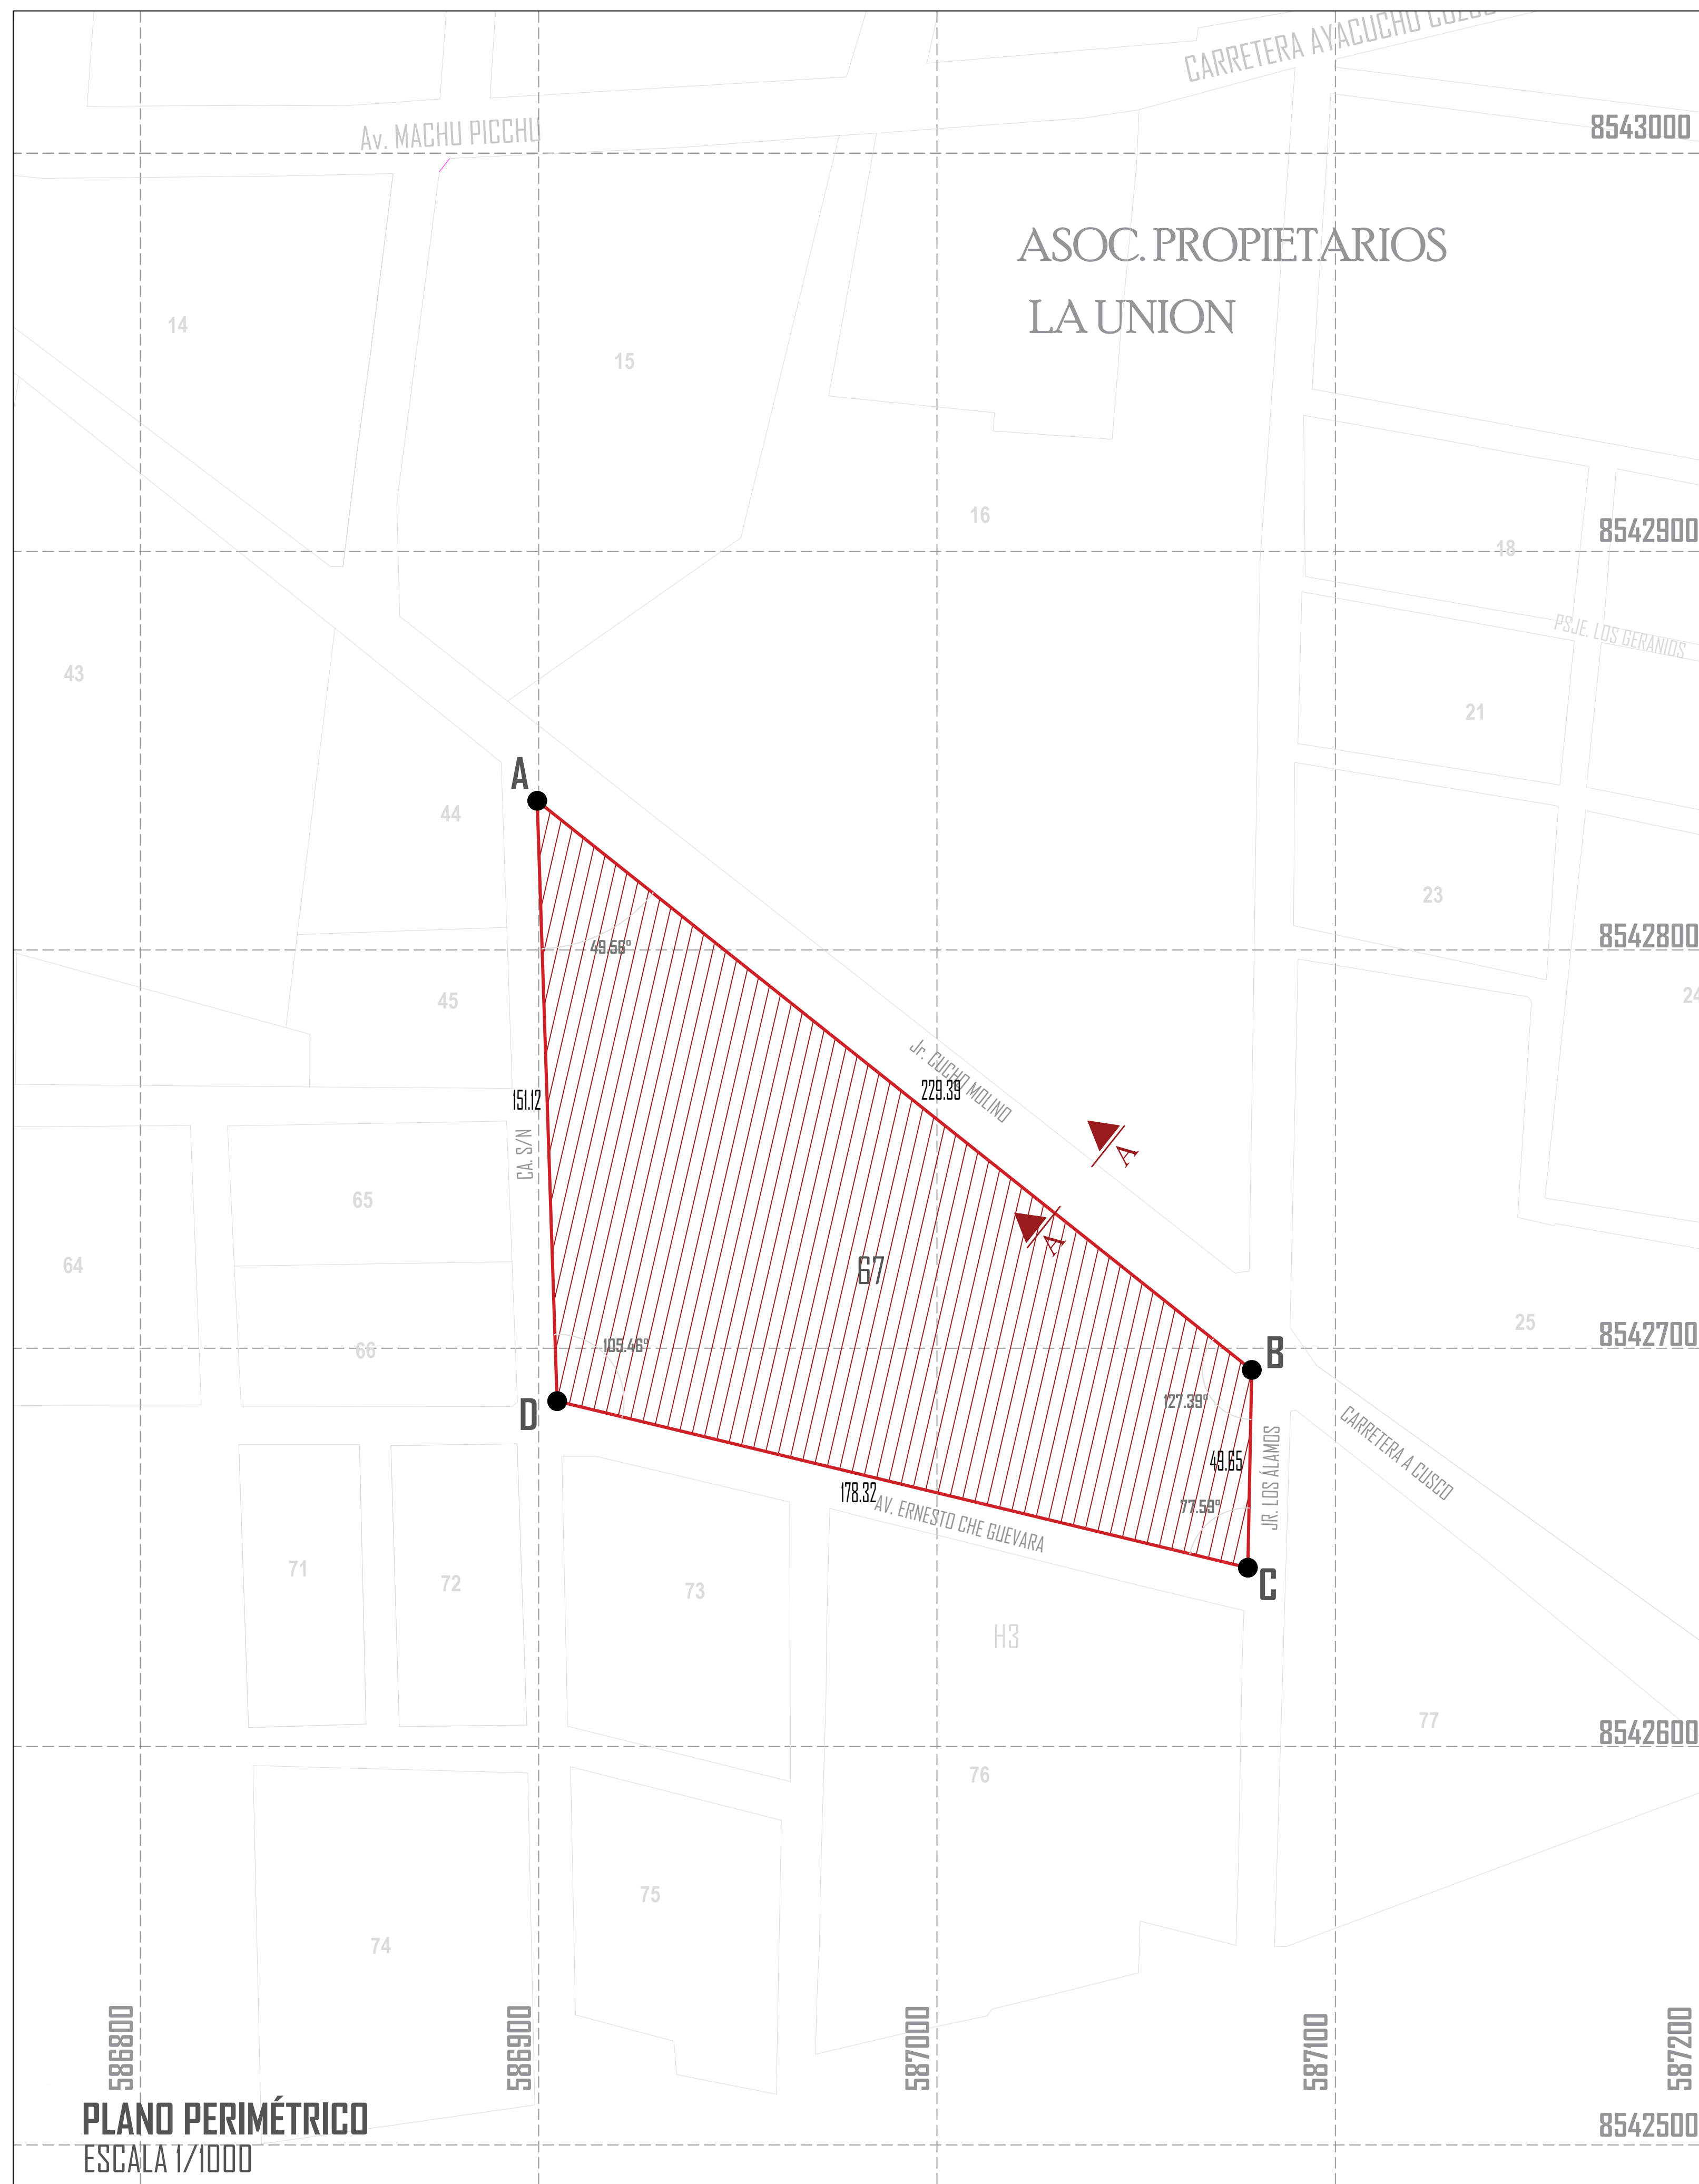 CARRETERA AYACUCHO
Av. MACHU PICCHU
8543000
ASOC. PROPIETARIOS
LA UNION
14
15
16
8542900
18
PSJE. LOS GERANIOS
43
21
A
44
23
8542800
49.56°
45
24
Jr. CUCHO MOLINO
229.39
151.12
CA. S/N
A
65
A
64
67
25
8542700
66
105.46°
B
127.39°
D
CARRETERA A CUSCO
49.65
JR. LOS ÁLAMOS
178.32
77.59°
AV. ERNESTO CHE GUEVARA
71
72
73
C
H3
77
8542600
76
75
74
586800
586900
587000
587100
587200
PLANO PERIMÉTRICO
8542500
ESCALA 1/1000